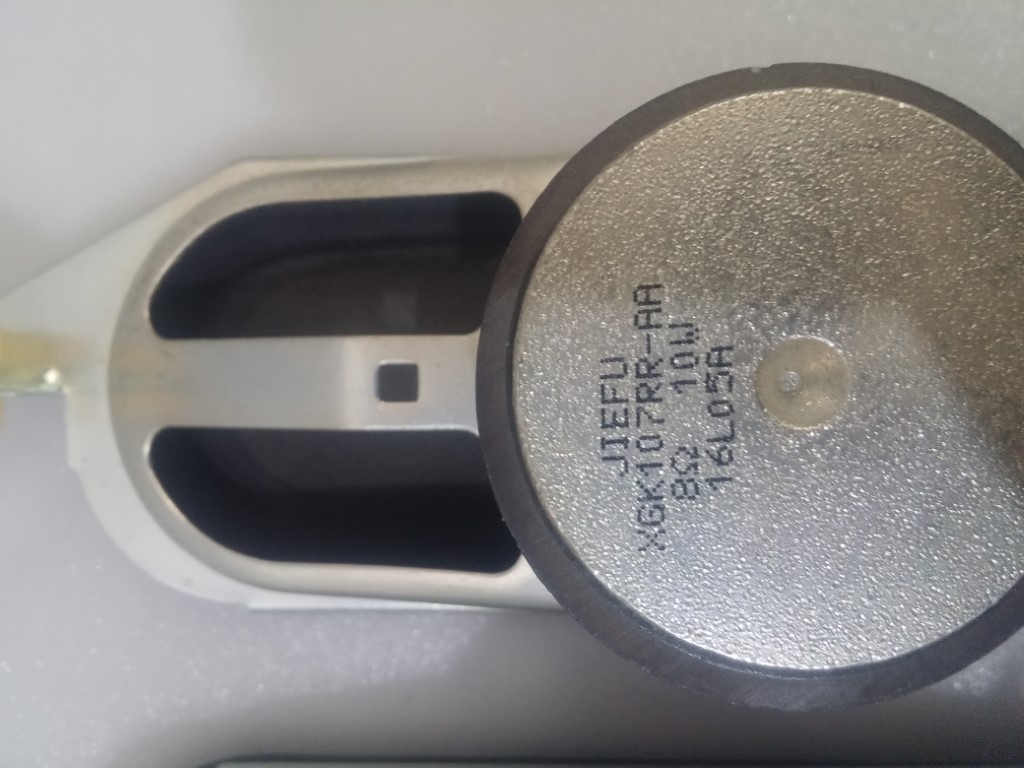 JIEFU
XGK107RR-AA
8Ω 10W
16L05A